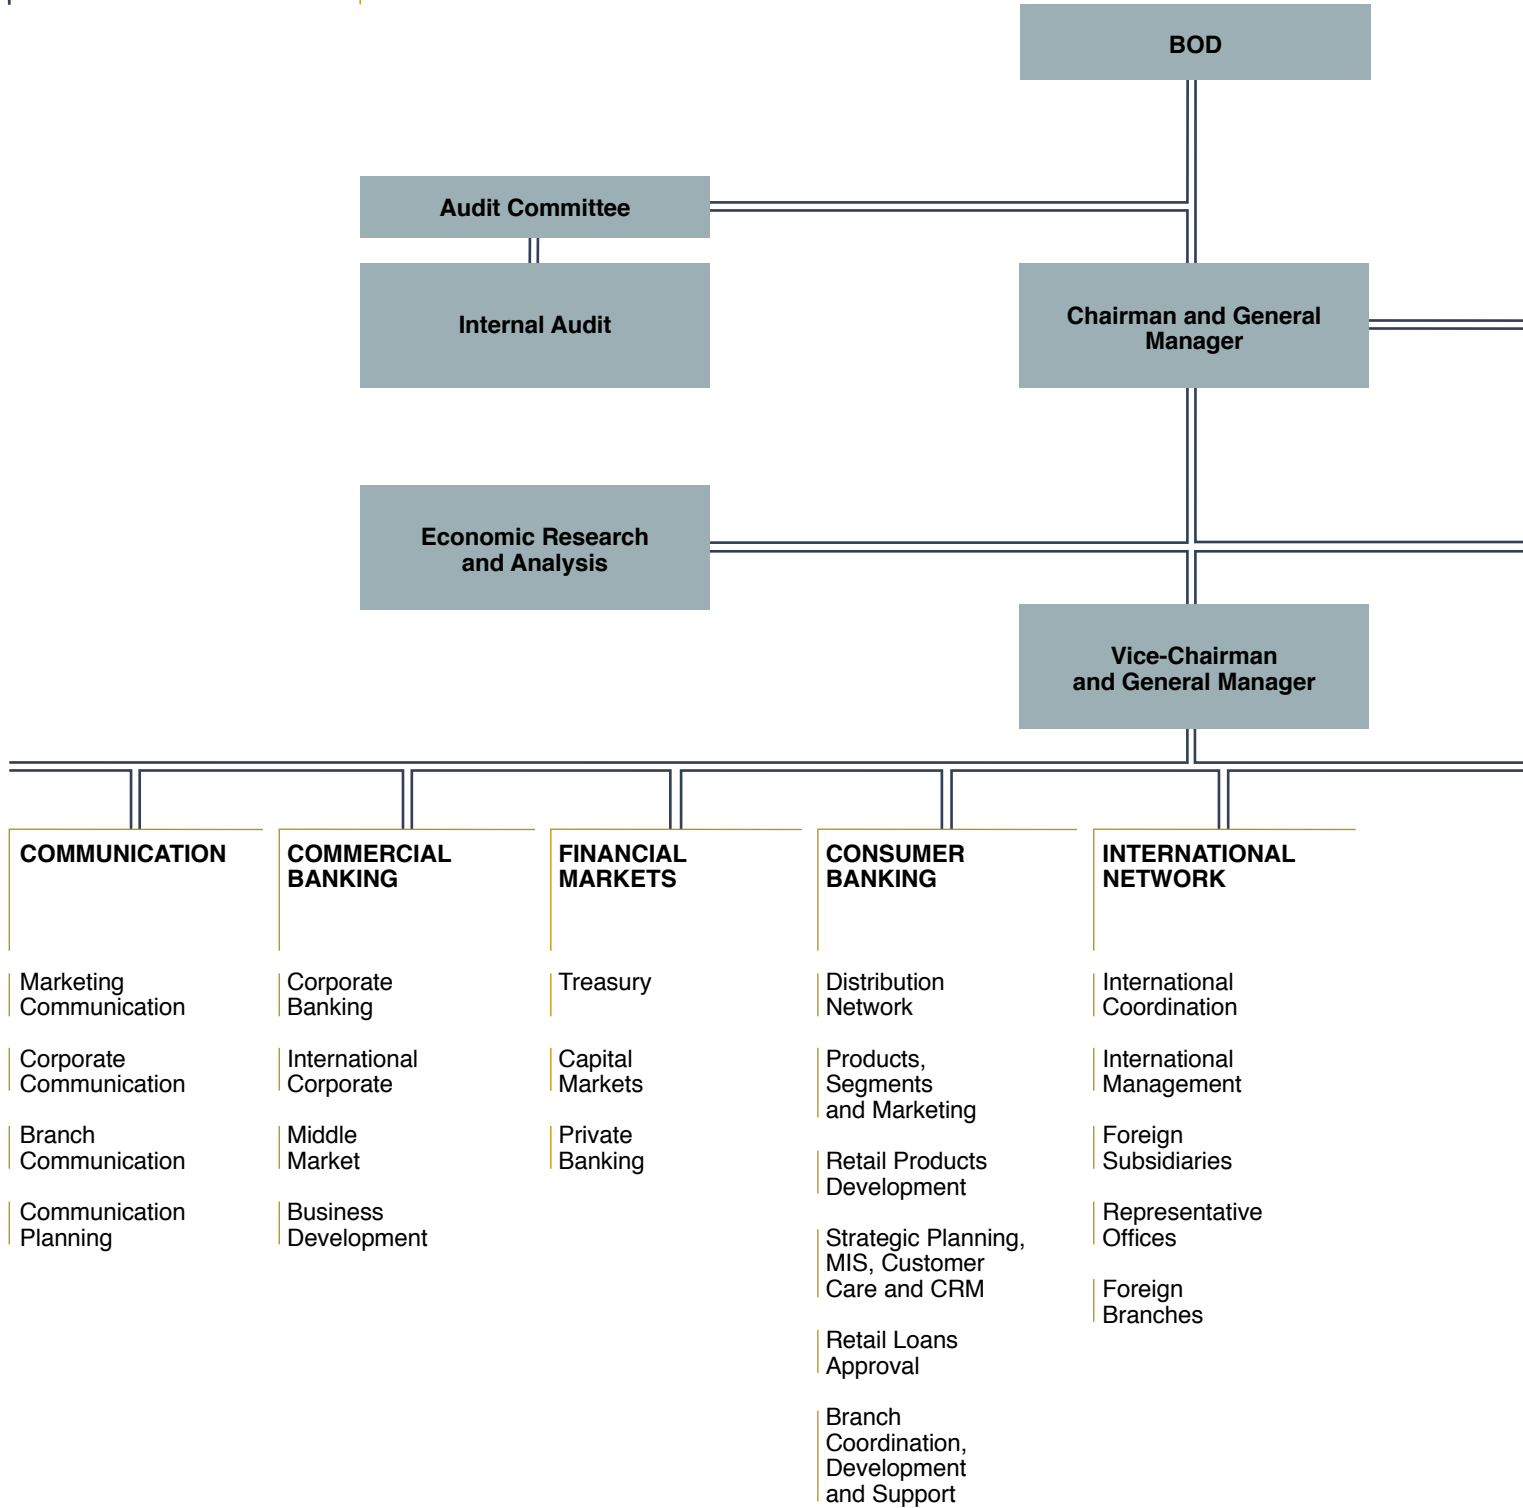 BOD
Audit Committee
Internal Audit
Chairman and General
Manager
Economic Research
and Analysis
Vice-Chairman
and General Manager
COMMUNICATION
Marketing
Communication
Corporate
Communication
Branch
Communication
Communication
Planning
COMMERCIAL
BANKING
Corporate
Banking
International
Corporate
Middle
Market
Business
Development
FINANCIAL
MARKETS
Treasury
Capital
Markets
Private
Banking
CONSUMER
BANKING
Distribution
Network
Products,
Segments
and Marketing
Retail Products
Development
Strategic Planning,
MIS, Customer
Care and CRM
Retail Loans
Approval
Branch
Coordination,
Development
and Support
INTERNATIONAL
NETWORK
International
Coordination
International
Management
Foreign
Subsidiaries
Representative
Offices
Foreign
Branches